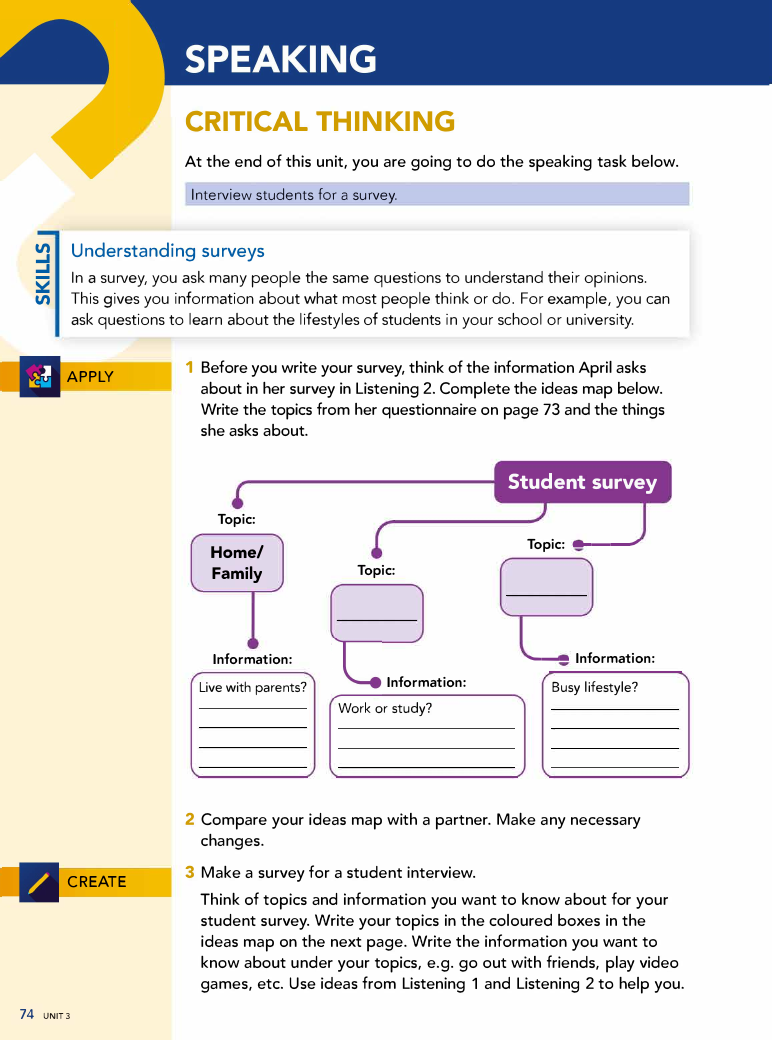 SPEAKING
CRITICAL THINKING
At the end of this unit, you are going to do the speaking task below.
Interview students for a survey.
SKILLS
Understanding surveys
In a survey, you ask many people the same questions to understand their opinions.
This gives you information about what most people think or do. For example, you can
ask questions to learn about the lifestyles of students in your school or university.
APPLY
1 Before you write your survey, think of the information April asks
about in her survey in Listening 2. Complete the ideas map below.
Write the topics from her questionnaire on page 73 and the things
she asks about.
Student survey
Topic:
Home/
Family
Information:
Live with parents?
Topic:
Information:
Work or study?
Topic:
Information:
Busy lifestyle?
2 Compare your ideas map with a partner. Make any necessary
changes.
CREATE
3 Make a survey for a student interview.
Think of topics and information you want to know about for your
student survey. Write your topics in the coloured boxes in the
ideas map on the next page. Write the information you want to
know about under your topics, e.g. go out with friends, play video
games, etc. Use ideas from Listening 1 and Listening 2 to help you.
74 UNIT 3